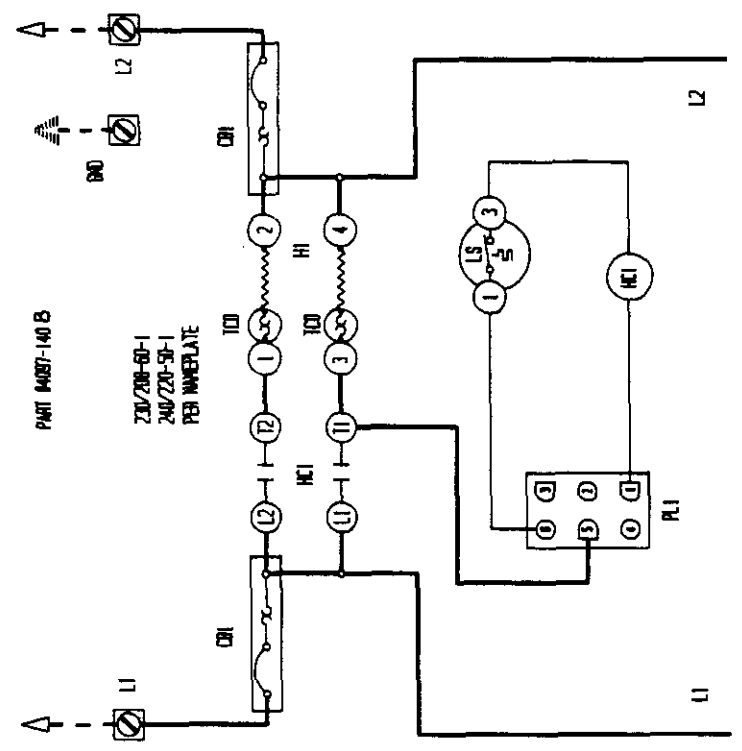 L1
PART
GND
L2
230/208-60-1
240/220-50-1
PER NAMEPLATE
CB1
TCO
CB1
L2
T2
1
2
HC1
TCO
H1
L1
T1
3
4
LS
1
3
6
3
5
2
4
1
HC1
PL1
L1
L2